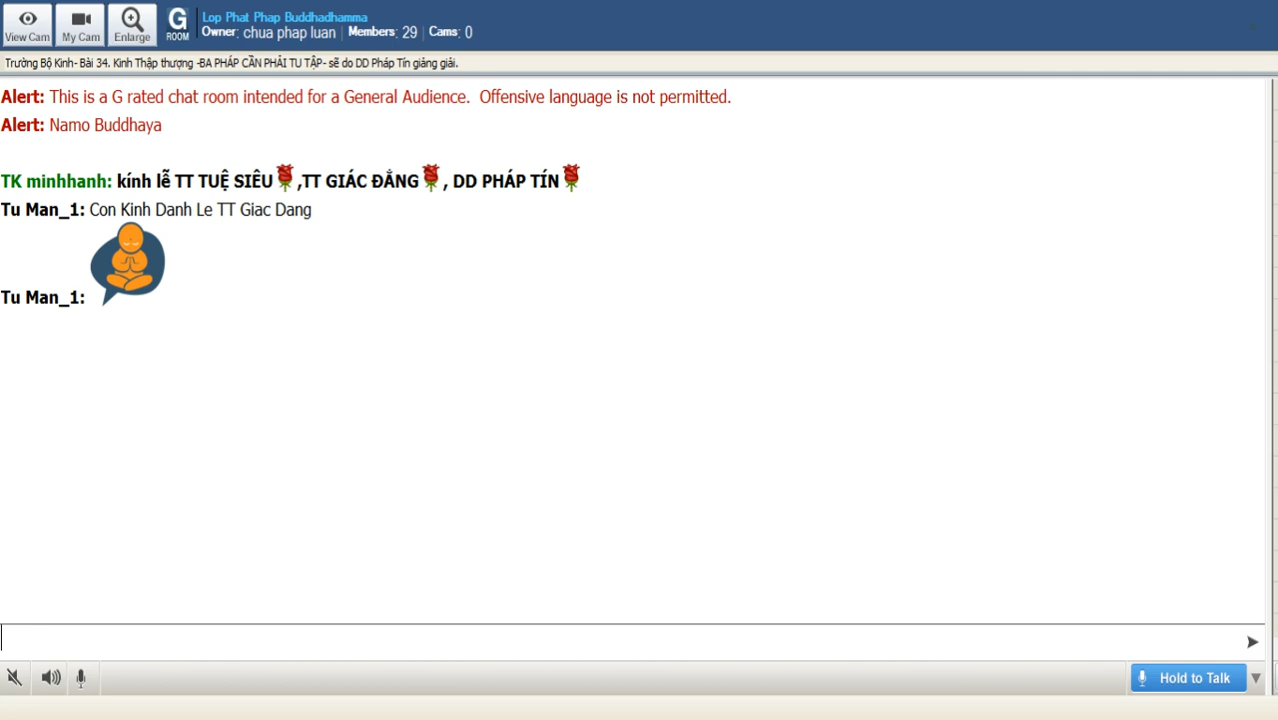 View Cam
My Cam
Enlarge
G
ROOM
Lop Phat Phap Buddhadhamma
Owner: chua phap luan | Members: 29 | Cams: 0
Trường Bộ Kinh- Bài 34. Kinh Thập thượng -BA PHÁP CẦN PHẢI TU TẬP- sẽ do DD Pháp Tín giảng giải.
Alert: This is a G rated chat room intended for a General Audience.  Offensive language is not permitted.
Alert: Namo Buddhaya
TK minhhanh: kính lễ TT TUỆ SIÊU ,TT GIÁC ĐẲNG , DD PHÁP TÍN
Tu Man_1: Con Kinh Danh Le TT Giac Dang
Tu Man_1:
Hold to Talk